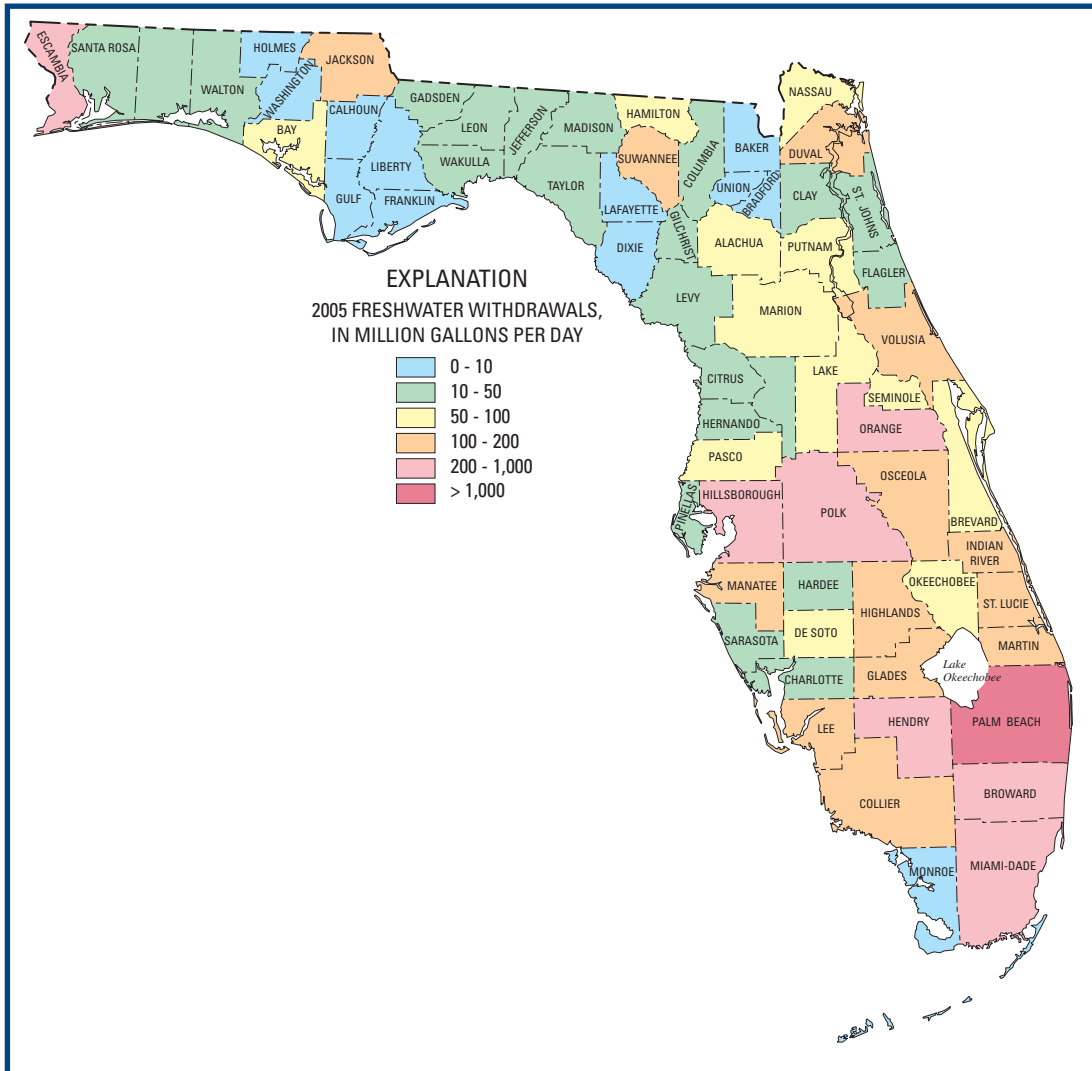 ESCAMBIA
SANTA ROSA
WALTON
HOLMES
WASHINGTON
JACKSON
BAY
CALHOUN
GULF
LIBERTY
FRANKLIN
GADSDEN
LEON
WAKULLA
JEFFERSON
MADISON
TAYLOR
HAMILTON
SUWANNEE
LAFAYETTE
DIXIE
COLUMBIA
GILCHRIST
BAKER
UNION
BRADFORD
NASSAU
DUVAL
CLAY
ST. JOHNS
ALACHUA
PUTNAM
FLAGLER
LEVY
MARION
VOLUSIA
EXPLANATION
2005 FRESHWATER WITHDRAWALS,
IN MILLION GALLONS PER DAY
0 - 10
10 - 50
50 - 100
100 - 200
200 - 1,000
> 1,000
CITRUS
LAKE
SEMINOLE
HERNANDO
ORANGE
PASCO
OSCEOLA
PINELLAS
HILLSBOROUGH
POLK
BREVARD
INDIAN
RIVER
MANATEE
HARDEE
HIGHLANDS
OKEECHOBEE
ST. LUCIE
SARASOTA
DE SOTO
MARTIN
CHARLOTTE
GLADES
Lake
Okeechobee
LEE
HENDRY
PALM BEACH
COLLIER
BROWARD
MONROE
MIAMI-DADE